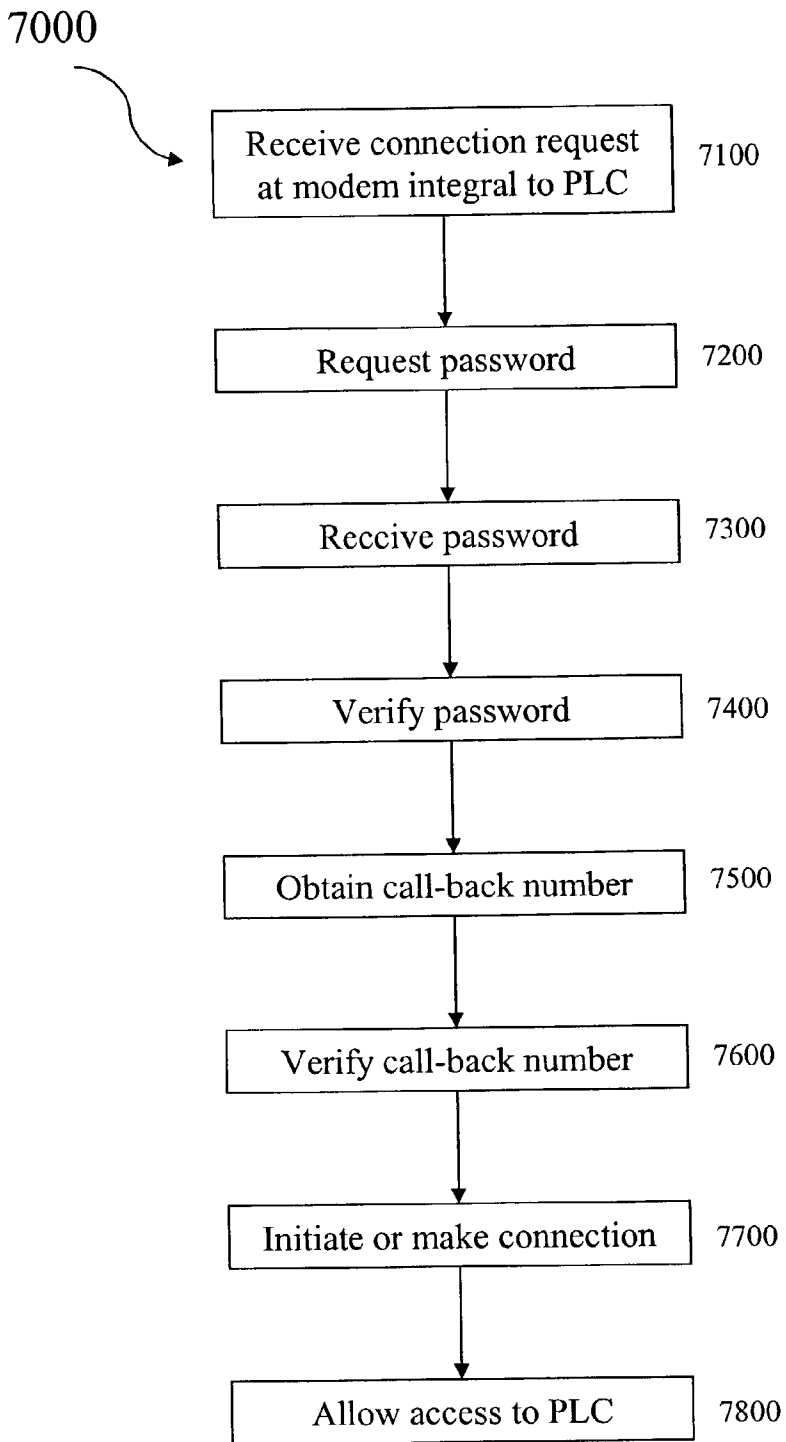 7000
Receive connection request
at modem integral to PLC
7100
Request password
7200
Reccive password
7300
Verify password
7400
Obtain call-back number
7500
Verify call-back number
7600
Initiate or make connection
7700
Allow access to PLC
7800